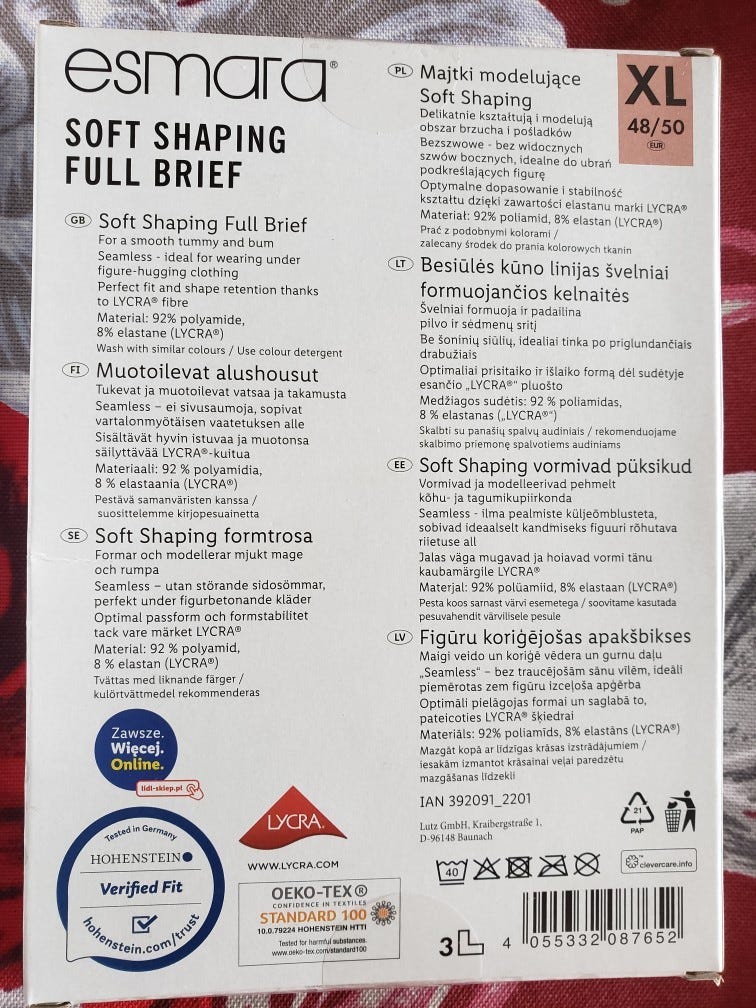 esmara®
SOFT SHAPING
FULL BRIEF
GB Soft Shaping Full Brief
For a smooth tummy and bum
Seamless - ideal for wearing under
figure-hugging clothing
Perfect fit and shape retention thanks
to LYCRA® fibre
Material: 92% polyamide,
8% elastane (LYCRA®)
Wash with similar colours / Use colour detergent
FI Muotoilevat alushousut
Tukevat ja muotoilevat vatsaa ja takamusta
Seamless – ei sivusaumoja, sopivat
vartalonmyötäisen vaatetuksen alle
Sisältävät hyvin istuvaa ja muotonsa
säilyttävää LYCRA®-kuitua
Materiaali: 92 % polyamidia,
8 % elastaania (LYCRA®)
Pestävä samanväristen kanssa /
suosittelemme kirjopesuainetta
SE Soft Shaping formtrosa
Formar och modellerar mjukt mage
och rumpa
Seamless – utan störande sidosömmar,
perfekt under figurbetonande kläder
Optimal passform och formstabilitet
tack vare märket LYCRA®
Material: 92 % polyamid,
8 % elastan (LYCRA®)
Tvättas med liknande färger /
kulörtvättmedel rekommenderas
Zawsze.
Więcej.
Online.
lidl-sklep.pl
Tested in Germany
HOHENSTEIN
Verified Fit
hohenstein.com/trust
LYCRA®
WWW.LYCRA.COM
OEKO-TEX®
CONFIDENCE IN TEXTILES
STANDARD 100
10.0.79224 HOHENSTEIN HTTI
Tested for harmful substances.
www.oeko-tex.com/standard100
XL
48/50
EUR
PL Majtki modelujące
Soft Shaping
Delikatnie kształtują i modelują
obszar brzucha i pośladków
Bezszwowe - bez widocznych
szwów bocznych, idealne do ubrań
podkreślających figurę
Optymalne dopasowanie i stabilność
kształtu dzięki zawartości elastanu marki LYCRA®
Materiał: 92% poliamid, 8% elastan (LYCRA®)
Prać z podobnymi kolorami /
zalecany środek do prania kolorowych tkanin
LT Besiūlės kūno linijas švelniai
formuojančios kelnaitės
Švelniai formuoja ir padailina
pilvo ir sėdmenų sritį
Be šoninių siūlių, idealiai tinka po priglundančiais
drabužiais
Optimaliai prisitaiko ir išlaiko formą dėl sudėtyje
esančio „LYCRA®“ pluošto
Medžiagos sudėtis: 92 % poliamidas,
8 % elastanas („LYCRA®“)
Skalbti su panašių spalvų audiniais / rekomenduojame
skalbimo priemonę spalvotiems audiniams
EE Soft Shaping vormivad püksikud
Vormivad ja modelleerivad pehmelt
kõhu- ja tagumikupiirkonda
Seamless - ilma pealmiste küljeõmblusteta,
sobivad ideaalselt kandmiseks figuuri rõhutava
riietuse all
Jalas väga mugavad ja hoiavad vormi tänu
kaubamärgile LYCRA®
Materjal: 92% polüamiid, 8% elastaan (LYCRA®)
Pesta koos sarnast värvi esemetega / soovitame kasutada
pesuvahendit värvilisele pesule
LV Figūru koriģējošas apakšbikses
Maigi veido un koriģē vēdera un gurnu daļu
„Seamless“ – bez traucējošām sānu vīlēm, ideāli
piemērotas zem figūru izceļoša apģērba
Optimāli pielāgojas formai un saglabā to,
pateicoties LYCRA® šķiedrai
Materiāls: 92% poliamīds, 8% elastāns (LYCRA®)
Mazgāt kopā ar līdzīgas krāsas izstrādājumiem /
iesakām izmantot krāsainai veļai paredzētu
mazgāšanas līdzekli
IAN 392091_2201
Lutz GmbH, Kraibergstraße 1,
D-96148 Baunach
21
PAP
40
clevercare.info
3L
4 055332 087652